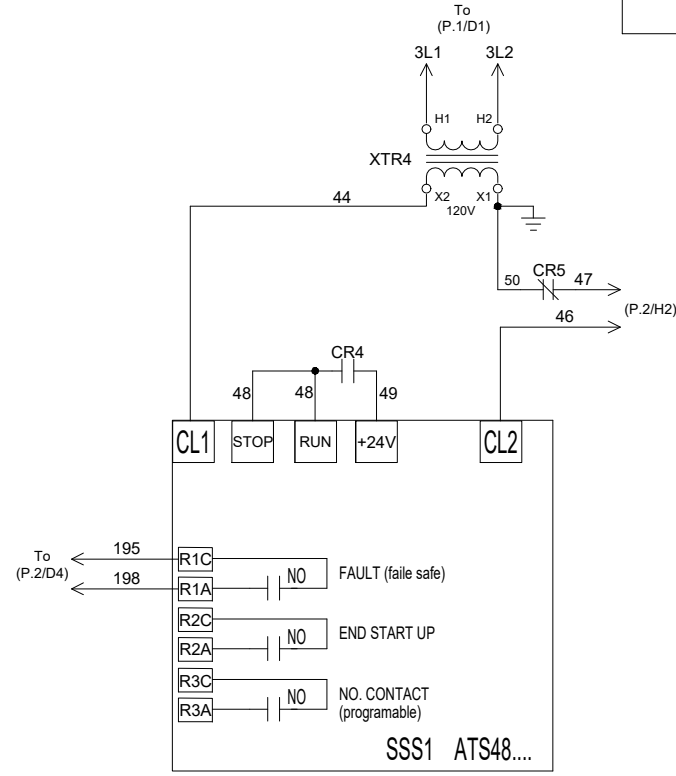 To
(P.1/D1)
3L1 3L2
H1 H2
XTR4
X2 X1
120V
44
50 CR5 47
(P.2/H2)
46
CR4
48 48 49
CL1 STOP RUN +24V CL2
To
(P.2/D4)
195
R1C
198
R1A NO FAULT (faile safe)
R2C
R2A NO END START UP
R3C
R3A NO NO. CONTACT
(programable)
SSS1 ATS48....